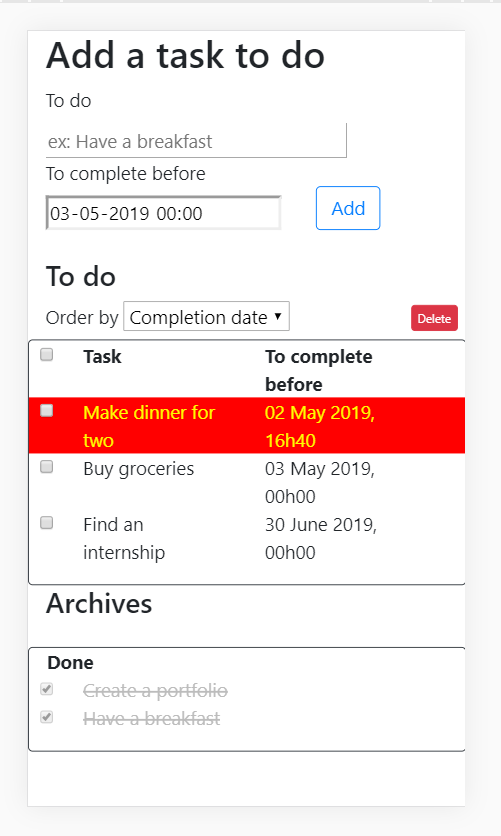 Add a task to do
To do
ex: Have a breakfast
To complete before
03-05-2019 00:00
Add
To do
Order by Completion date
Delete
Task To complete
before
Make dinner for 02 May 2019,
two 16h40
Buy groceries 03 May 2019,
00h00
Find an 30 June 2019,
internship 00h00
Archives
Done
Create a portfolio
Have a breakfast